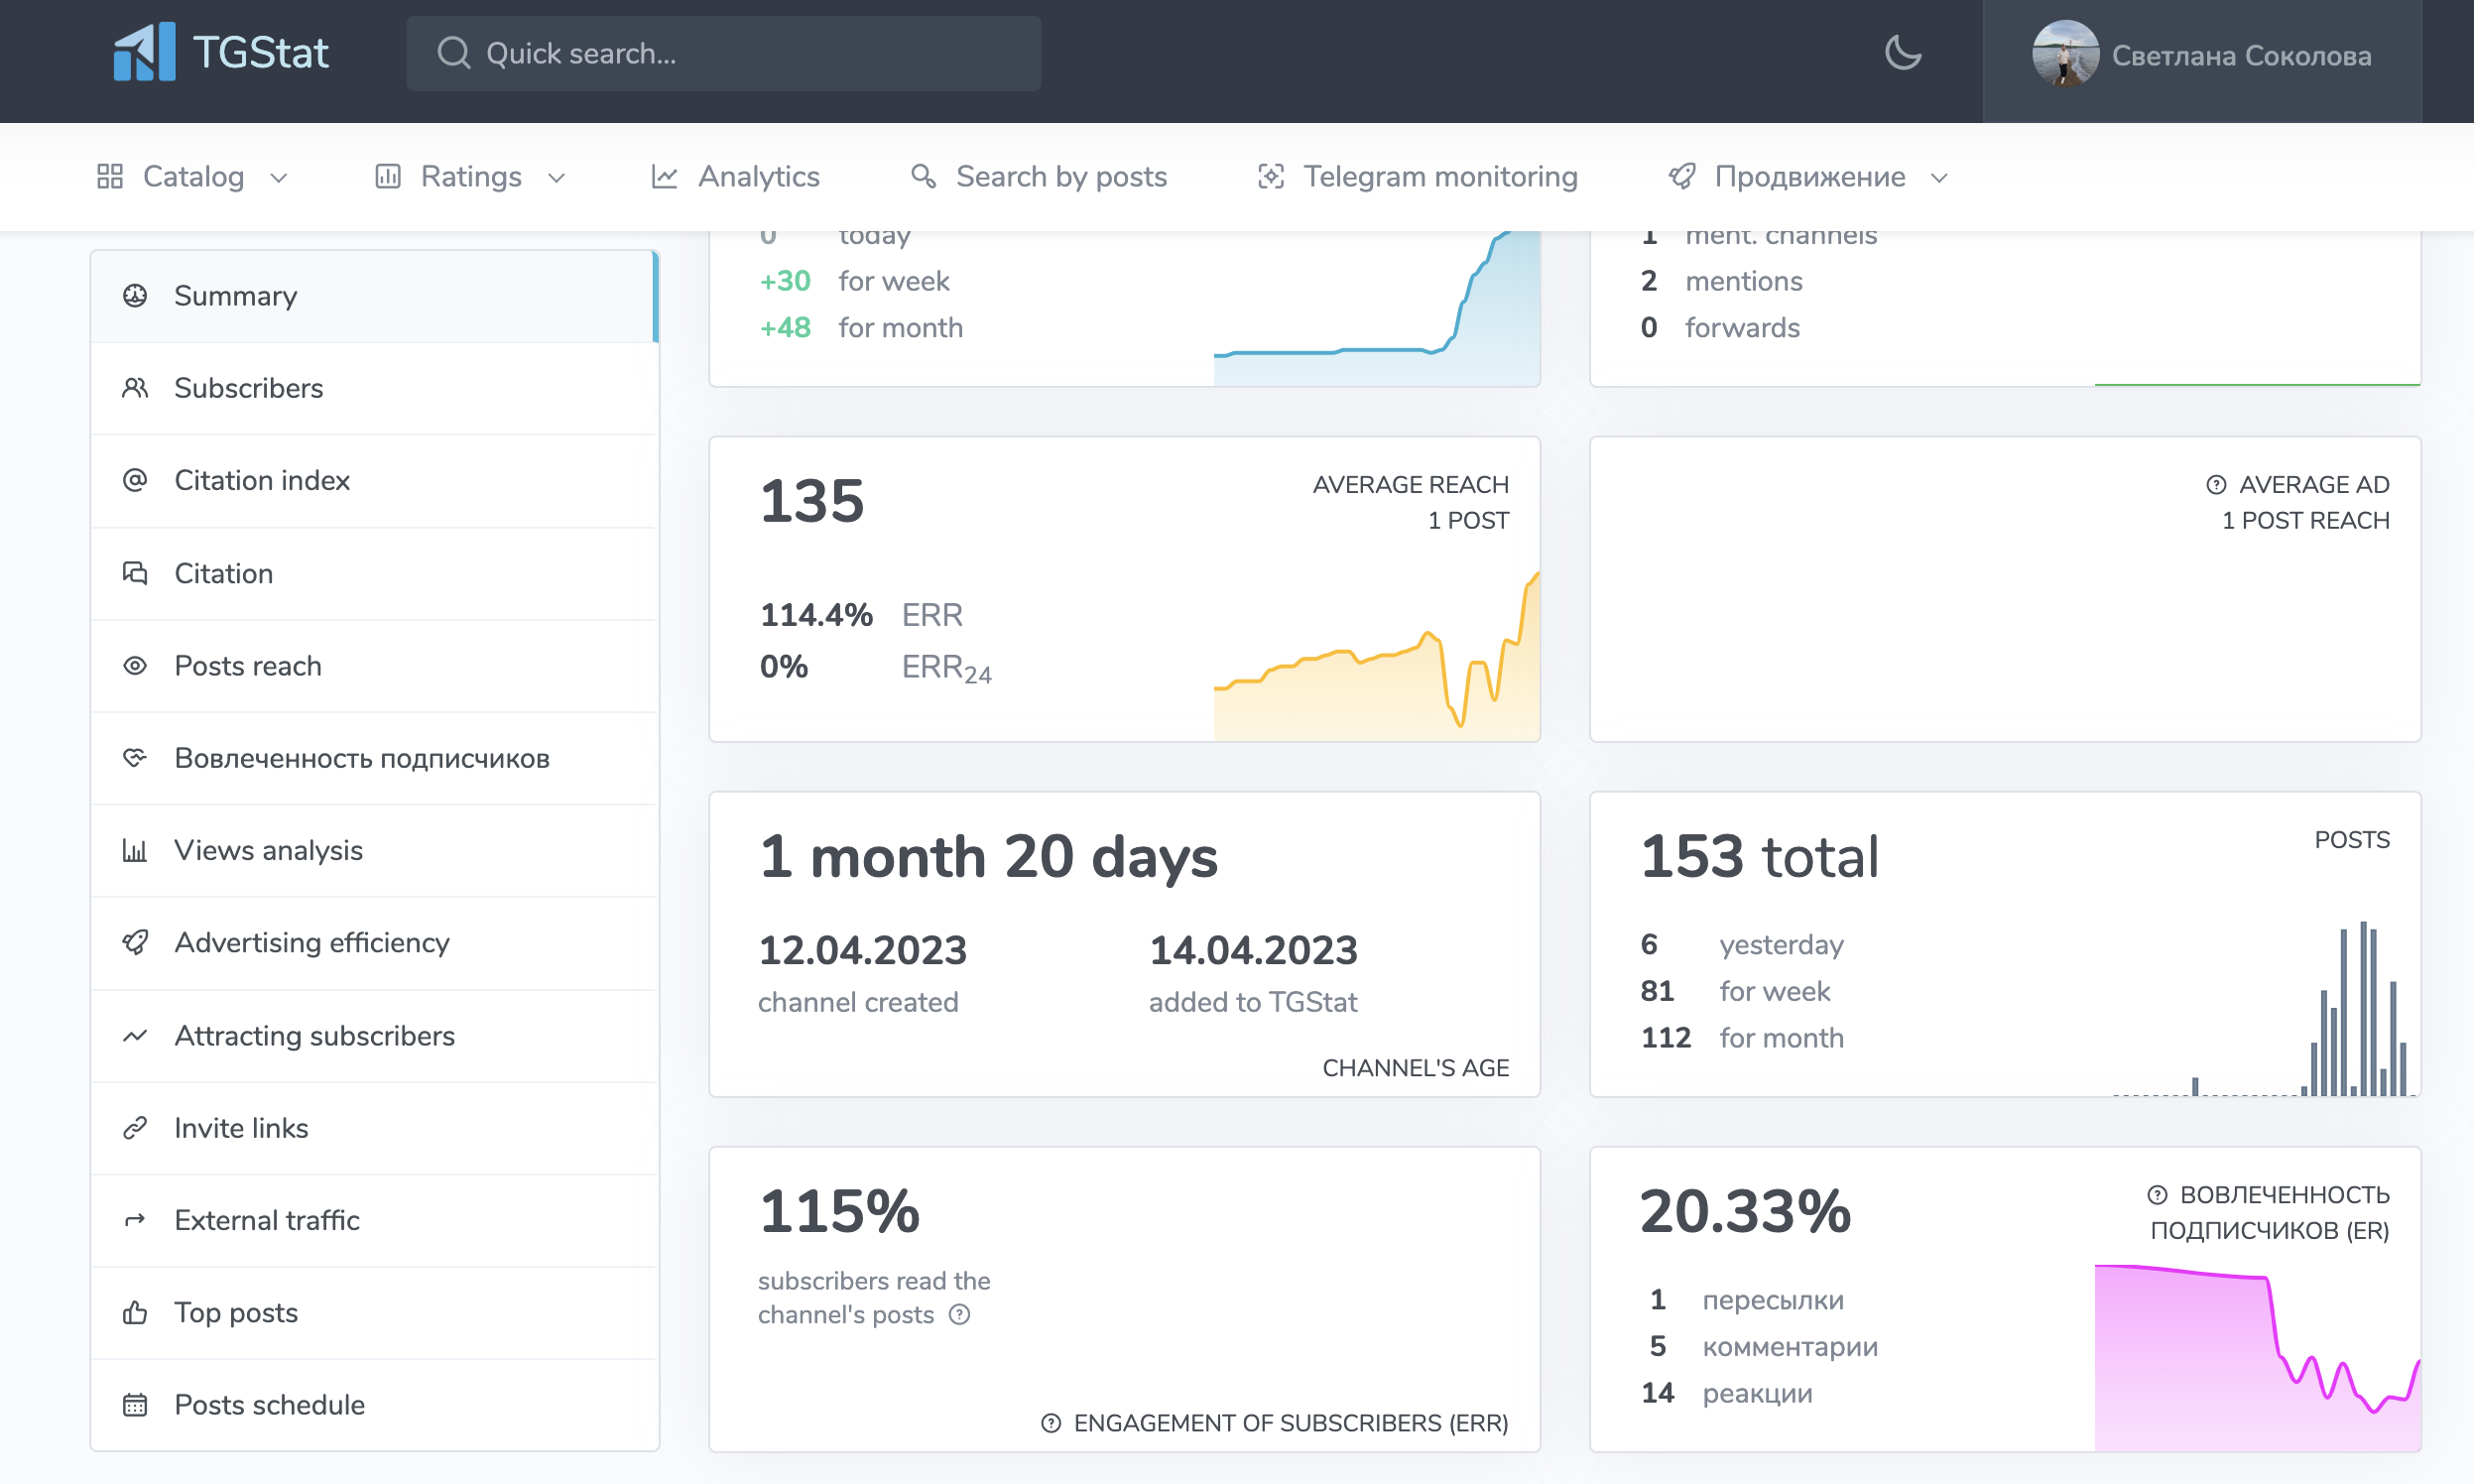 TGStat
Quick search...
Светлана Соколова
Catalog
Ratings
Analytics
Search by posts
Telegram monitoring
Продвижение
Summary
Subscribers
Citation index
Citation
Posts reach
Вовлеченность подписчиков
Views analysis
Advertising efficiency
Attracting subscribers
Invite links
External traffic
Top posts
Posts schedule
0 today
+30 for week
+48 for month
1 ment. channels
2 mentions
0 forwards
135
AVERAGE REACH
1 POST
114.4% ERR
0% ERR24
AVERAGE AD
1 POST REACH
1 month 20 days
12.04.2023
channel created
14.04.2023
added to TGStat
CHANNEL'S AGE
153 total
POSTS
6 yesterday
81 for week
112 for month
115%
subscribers read the
channel's posts
ENGAGEMENT OF SUBSCRIBERS (ERR)
20.33%
ВОВЛЕЧЕННОСТЬ
ПОДПИСЧИКОВ (ER)
1 пересылки
5 комментарии
14 реакции